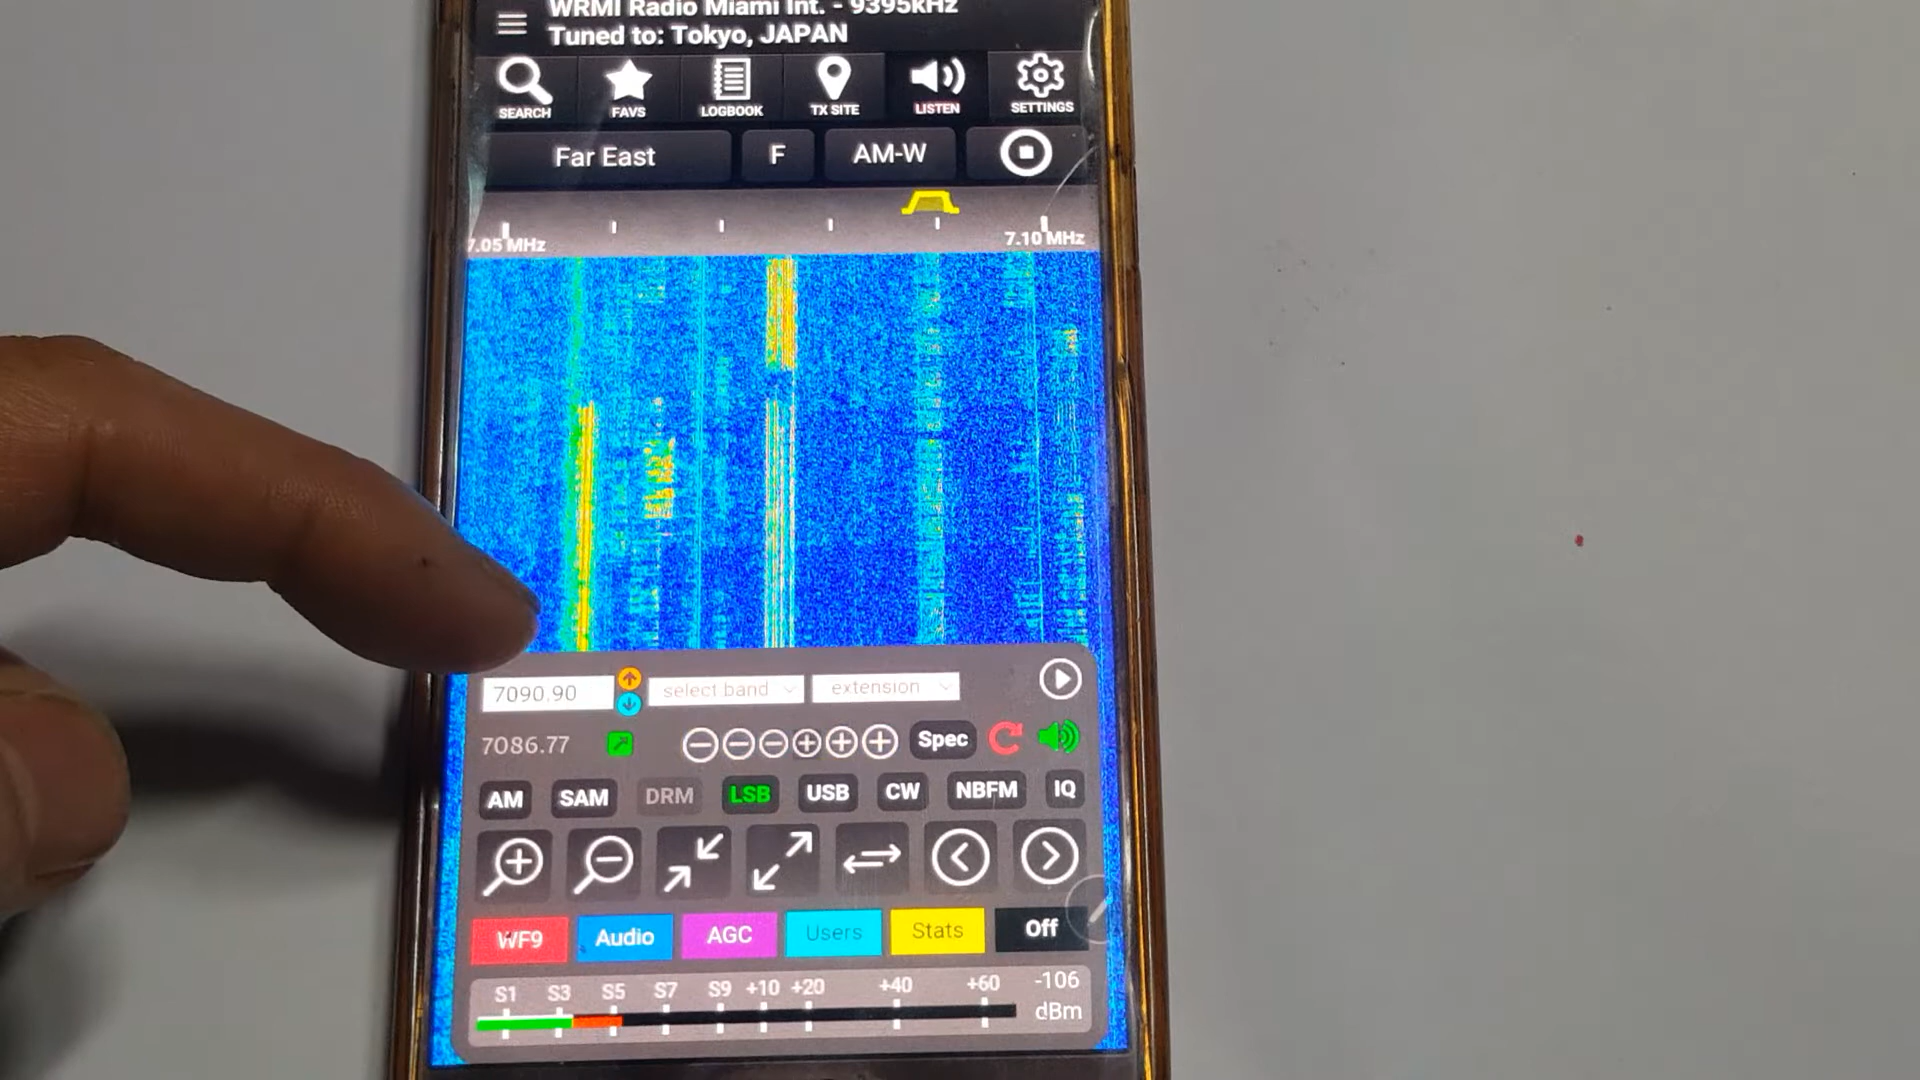 WRMI Radio Miami Int. - 9395kHz
Tuned to: Tokyo, JAPAN
SEARCH FAVS LOGBOOK TX SITE LISTEN SETTINGS
Far East F AM-W
7.05 MHz 7.10 MHz
7090.90 select band extension
7086.77 Spec
AM SAM DRM LSB USB CW NBFM IQ
WF9 Audio AGC Users Stats Off
S1 S3 S5 S7 S9 +10 +20 +40 +60 -106
dBm